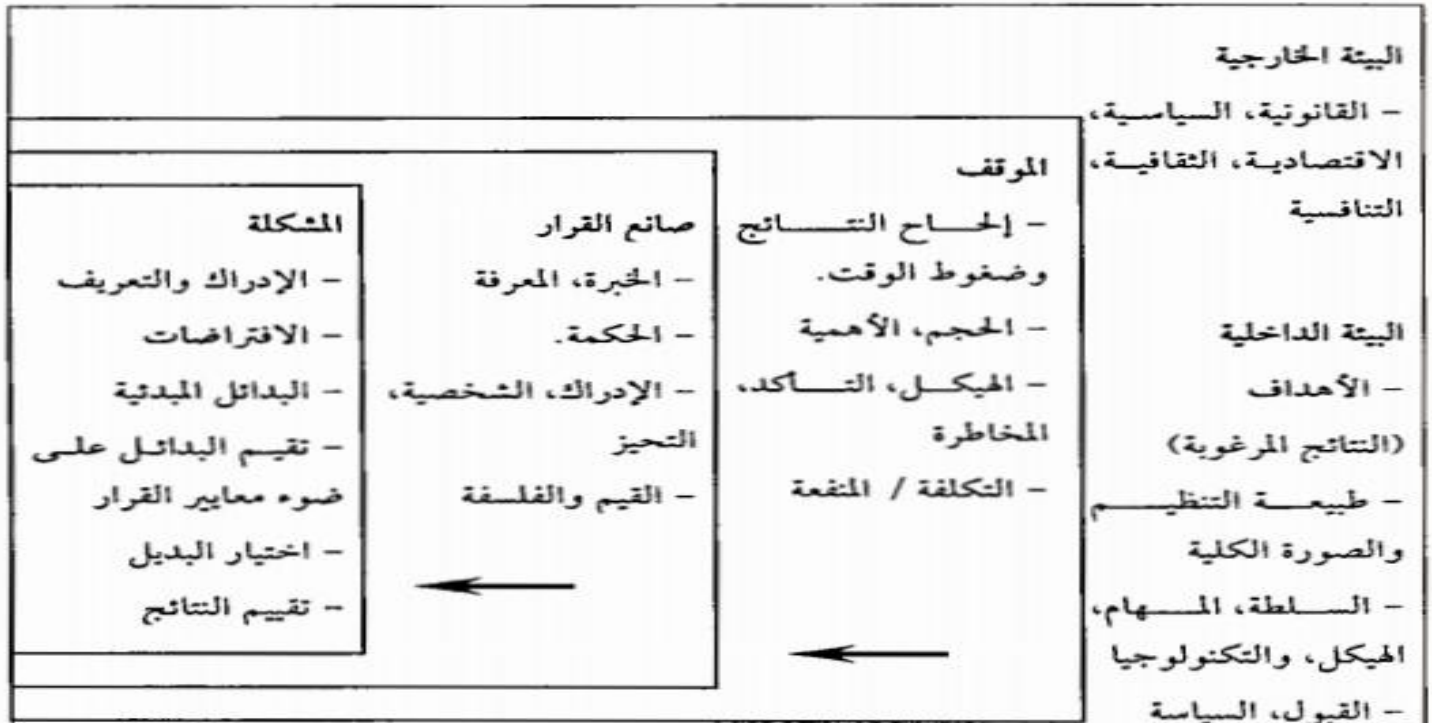 البيئة الخارجية
– القانونية، السياسية،
الاقتصادية، الثقافية،
التنافسية
البيئة الداخلية
– الأهداف
(النتائج المرغوبة)
– طبيعة التنظيم
والصورة الكلية
– السلطة، المهام،
الهيكل، والتكنولوجيا
– القبول، السياسة
الموقف
– إلحاح النتائج
وضغوط الوقت.
– الحجم، الأهمية
– الهيكل، التأكد،
المخاطرة
– التكلفة / المنفعة
صانع القرار
– الخبرة، المعرفة
– الحكمة.
– الإدراك، الشخصية،
التحيز
– القيم والفلسفة
المشكلة
– الإدراك والتعريف
– الافتراضات
– البدائل المبدئية
– تقييم البدائل على
ضوء معايير القرار
– اختيار البديل
– تقييم النتائج